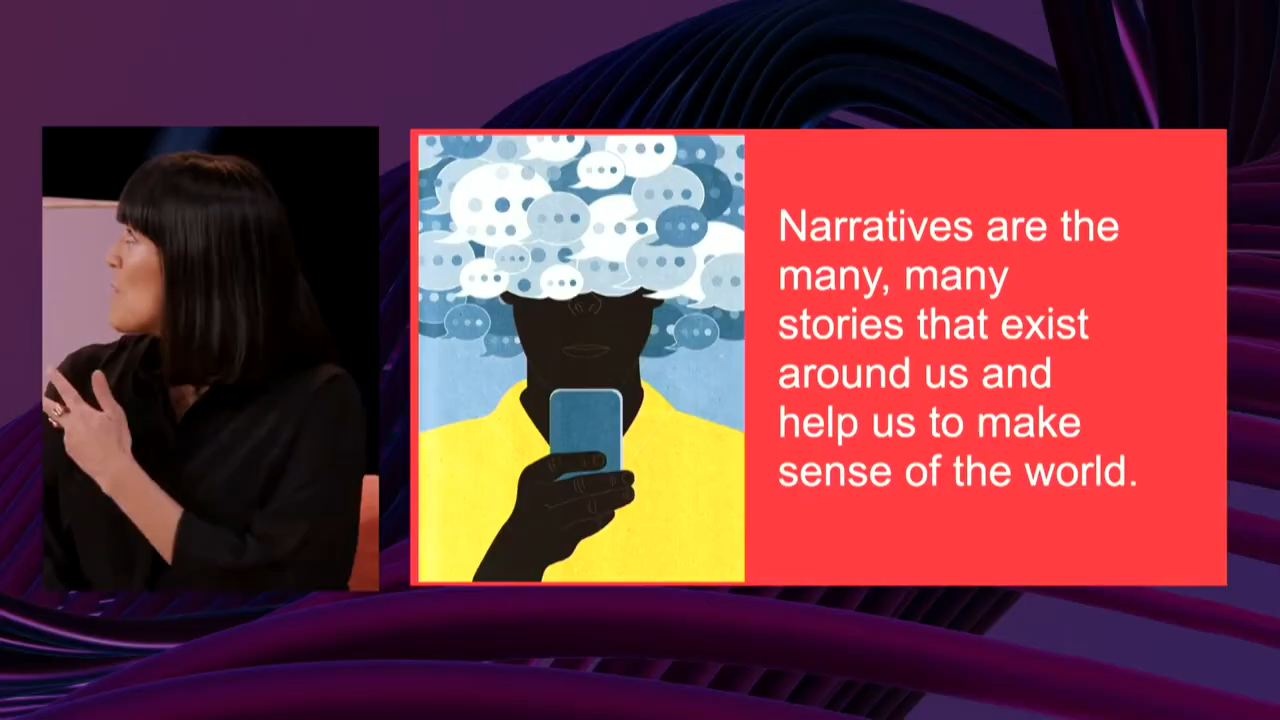 Narratives are the
many, many
stories that exist
around us and
help us to make
sense of the world.